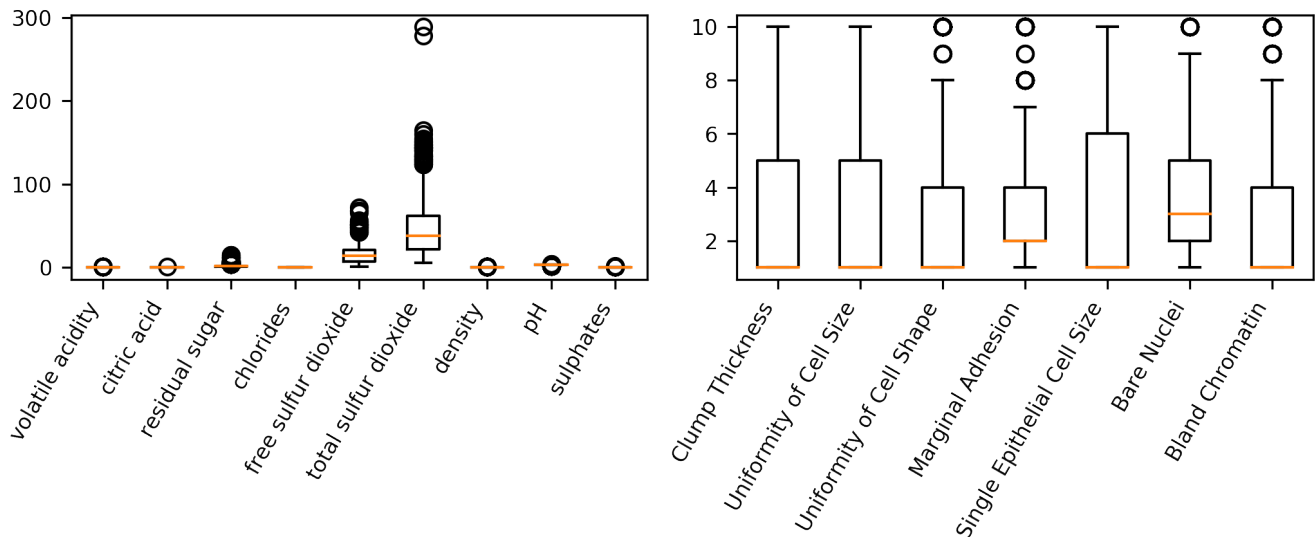 300
200
100
0
volatile acidity
citric acid
residual sugar
chlorides
free sulfur dioxide
total sulfur dioxide
density
pH
sulphates
10
8
6
4
2
Clump Thickness
Uniformity of Cell Size
Uniformity of Cell Shape
Marginal Adhesion
Single Epithelial Cell Size
Bare Nuclei
Bland Chromatin